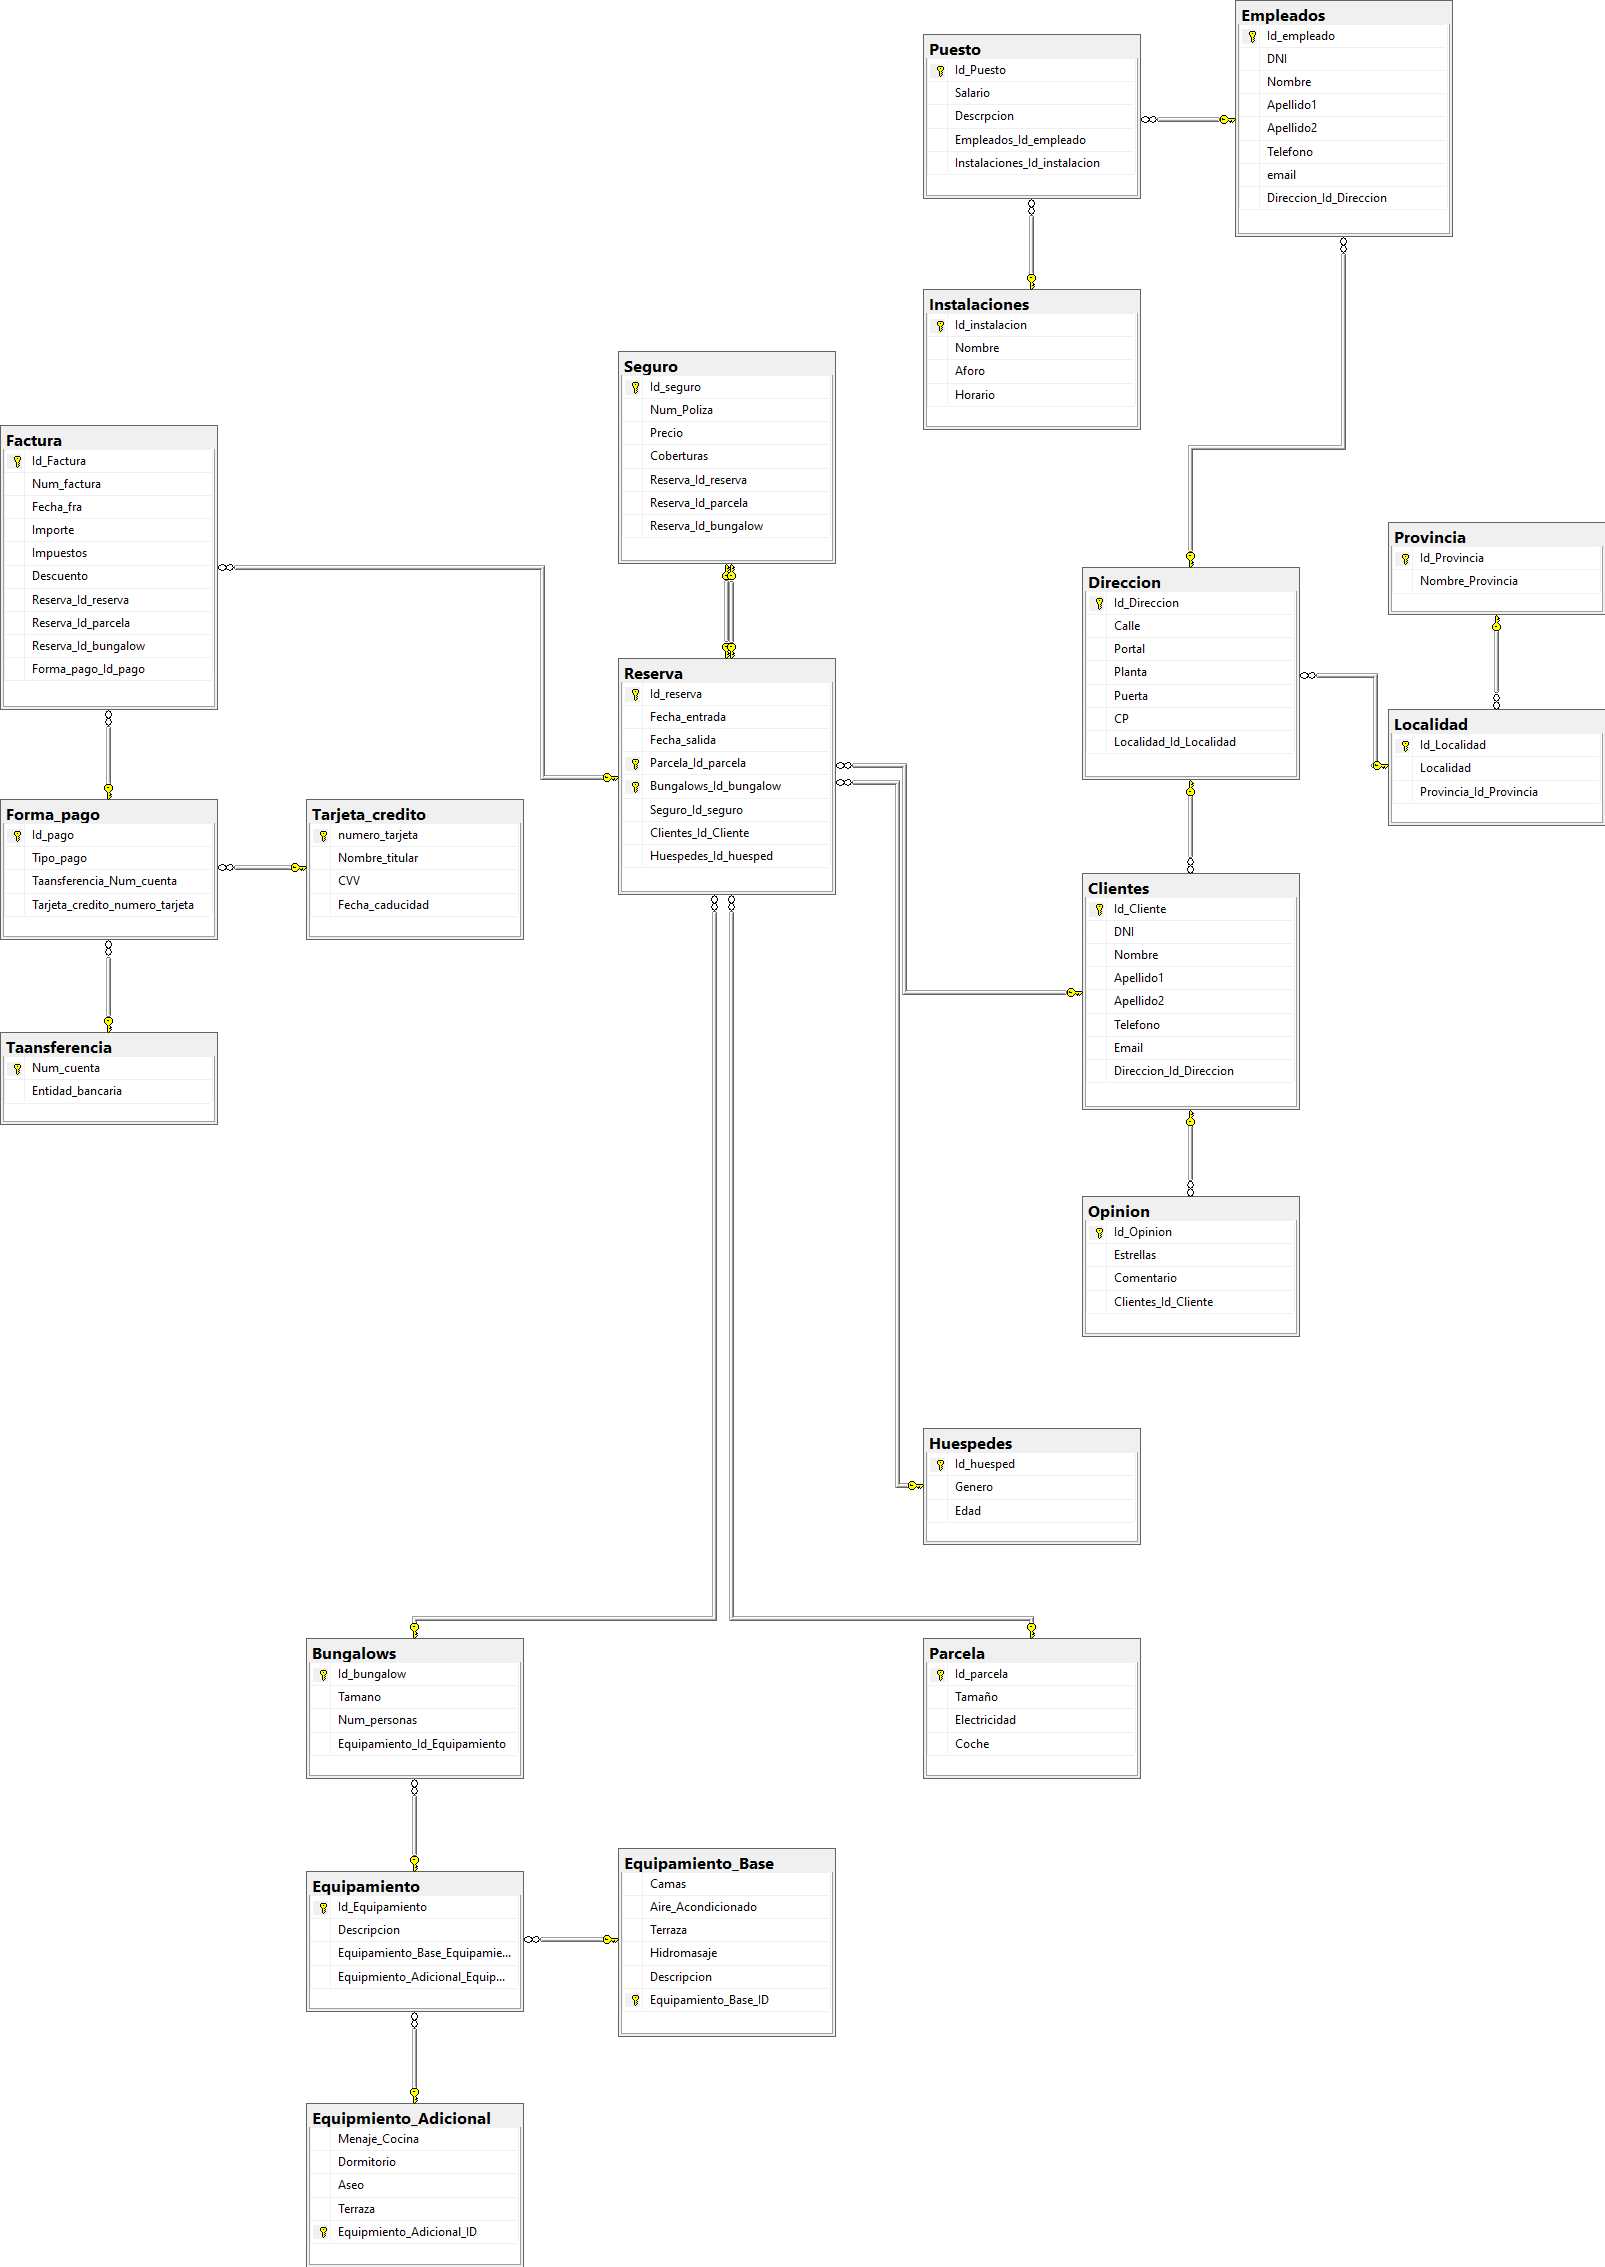 Empleados
Id_empleado
DNI
Nombre
Apellido1
Apellido2
Telefono
email
Direccion_Id_Direccion
Puesto
Id_Puesto
Salario
Descrpcion
Empleados_Id_empleado
Instalaciones_Id_instalacion
Instalaciones
Id_instalacion
Nombre
Aforo
Horario
Seguro
Id_seguro
Num_Poliza
Precio
Coberturas
Reserva_Id_reserva
Reserva_Id_parcela
Reserva_Id_bungalow
Factura
Id_Factura
Num_factura
Fecha_fra
Importe
Impuestos
Descuento
Reserva_Id_reserva
Reserva_Id_parcela
Reserva_Id_bungalow
Forma_pago_Id_pago
Provincia
Id_Provincia
Nombre_Provincia
Direccion
Id_Direccion
Calle
Portal
Planta
Puerta
CP
Localidad_Id_Localidad
Localidad
Id_Localidad
Localidad
Provincia_Id_Provincia
Reserva
Id_reserva
Fecha_entrada
Fecha_salida
Parcela_Id_parcela
Bungalows_Id_bungalow
Seguro_Id_seguro
Clientes_Id_Cliente
Huespedes_Id_huesped
Forma_pago
Id_pago
Tipo_pago
Taansferencia_Num_cuenta
Tarjeta_credito_numero_tarjeta
Tarjeta_credito
numero_tarjeta
Nombre_titular
CVV
Fecha_caducidad
Clientes
Id_Cliente
DNI
Nombre
Apellido1
Apellido2
Telefono
Email
Direccion_Id_Direccion
Taansferencia
Num_cuenta
Entidad_bancaria
Opinion
Id_Opinion
Estrellas
Comentario
Clientes_Id_Cliente
Huespedes
Id_huesped
Genero
Edad
Bungalows
Id_bungalow
Tamano
Num_personas
Equipamiento_Id_Equipamiento
Parcela
Id_parcela
Tamaño
Electricidad
Coche
Equipamiento
Id_Equipamiento
Descripcion
Equipamiento_Base_Equipamie...
Equipmiento_Adicional_Equip...
Equipamiento_Base
Camas
Aire_Acondicionado
Terraza
Hidromasaje
Descripcion
Equipamiento_Base_ID
Equipmiento_Adicional
Menaje_Cocina
Dormitorio
Aseo
Terraza
Equipmiento_Adicional_ID